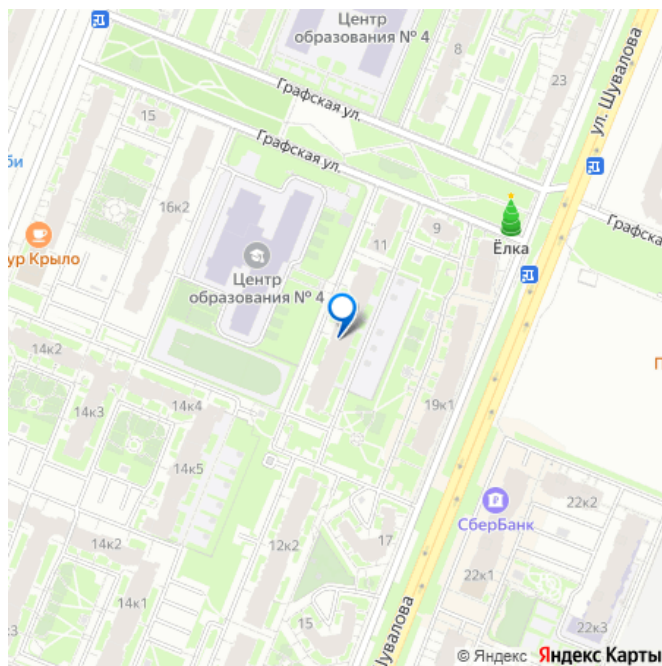 Центр
образования № 4
8
23
ул. Шувалова
Графская ул.
15
Графская ул.
би
16к2
9
Графска
Ёлка
11
ур Крыло
Центр
образования № 4
14к2
П
14к3
14к4
19к1
14к5
СберБанк
22к2
14к2
12к2
17
22к1
14к1
15
Шувалова
22к3
© Яндекс Яндекс Карты